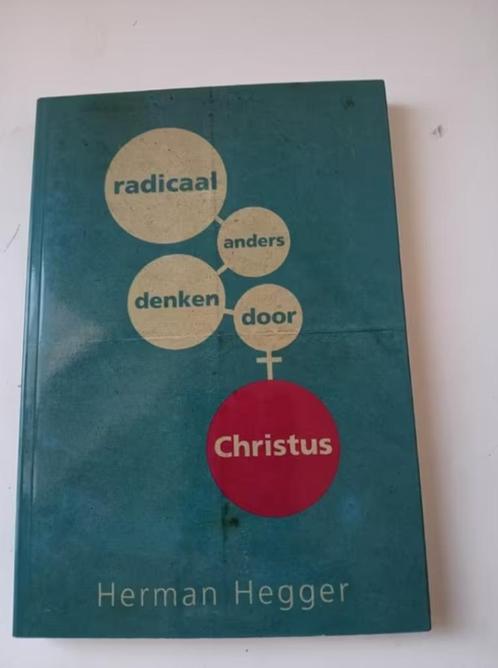 radicaal
anders
denken
door
Christus
Herman Hegger